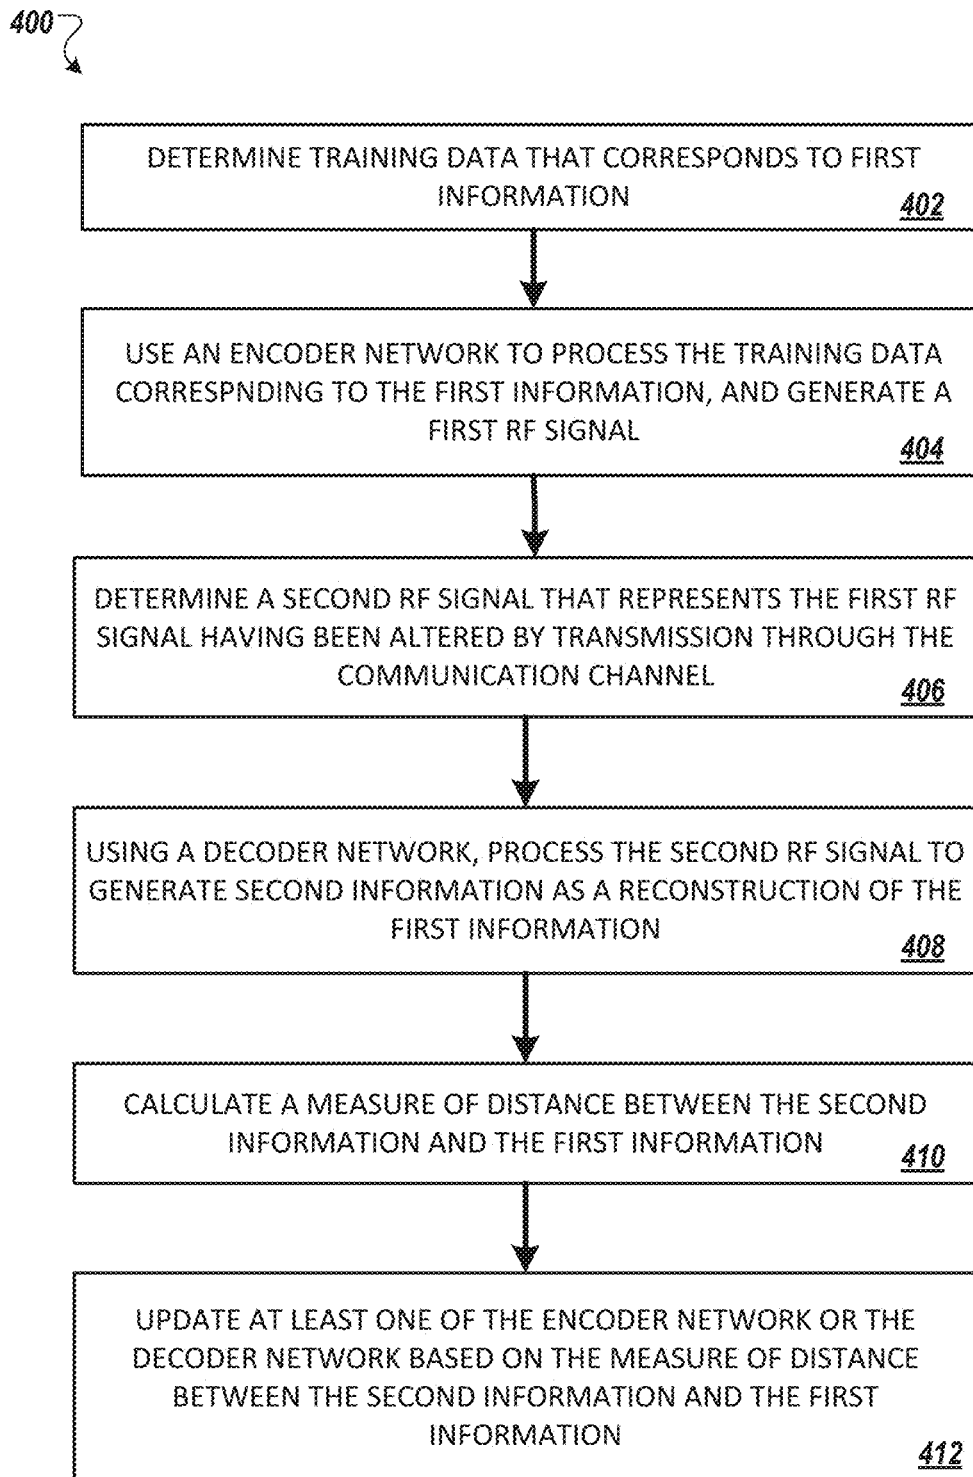 400
DETERMINE TRAINING DATA THAT CORRESPONDS TO FIRST
INFORMATION
402
USE AN ENCODER NETWORK TO PROCESS THE TRAINING DATA
CORRESPNDING TO THE FIRST INFORMATION, AND GENERATE A
FIRST RF SIGNAL
404
DETERMINE A SECOND RF SIGNAL THAT REPRESENTS THE FIRST RF
SIGNAL HAVING BEEN ALTERED BY TRANSMISSION THROUGH THE
COMMUNICATION CHANNEL
406
USING A DECODER NETWORK, PROCESS THE SECOND RF SIGNAL TO
GENERATE SECOND INFORMATION AS A RECONSTRUCTION OF THE
FIRST INFORMATION
408
CALCULATE A MEASURE OF DISTANCE BETWEEN THE SECOND
INFORMATION AND THE FIRST INFORMATION
410
UPDATE AT LEAST ONE OF THE ENCODER NETWORK OR THE
DECODER NETWORK BASED ON THE MEASURE OF DISTANCE
BETWEEN THE SECOND INFORMATION AND THE FIRST
INFORMATION
412